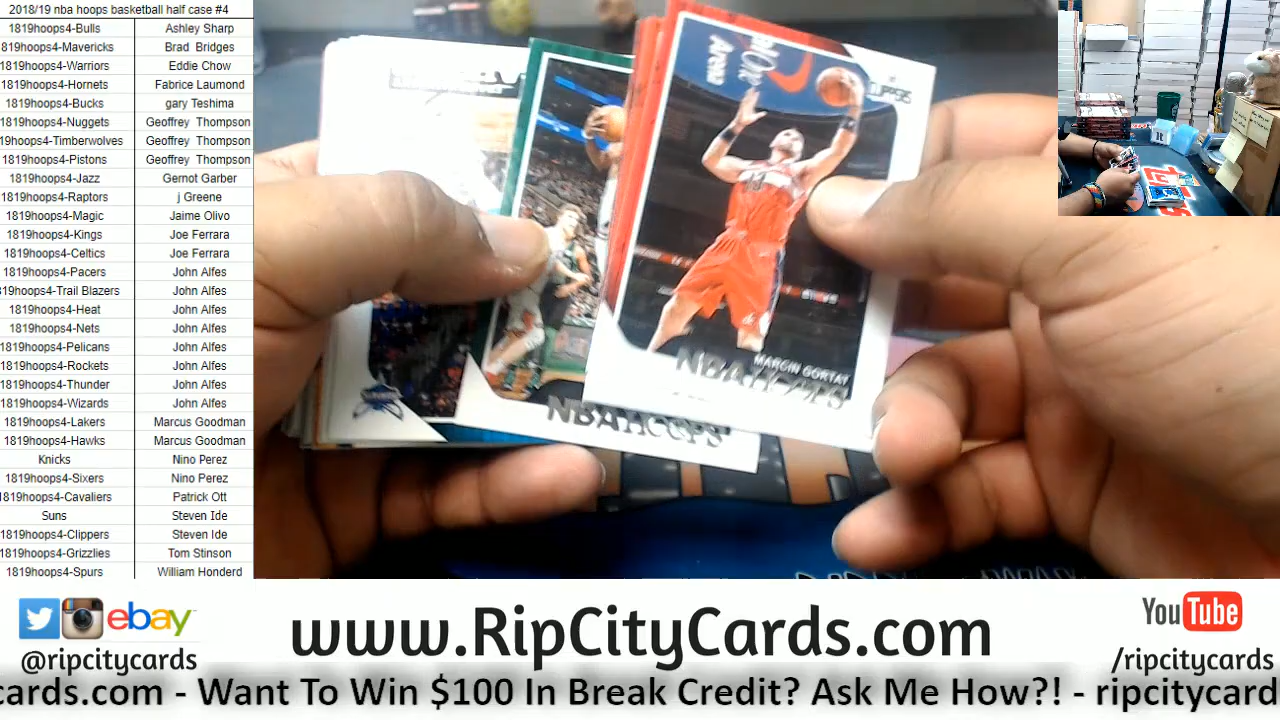 2018/19 nba hoops basketball half case #4
1819hoops4-Bulls Ashley Sharp
819hoops4-Mavericks Brad Bridges
1819hoops4-Warriors Eddie Chow
1819hoops4-Hornets Fabrice Laumond
1819hoops4-Bucks gary Teshima
1819hoops4-Nuggets Geoffrey Thompson
9hoops4-Timberwolves Geoffrey Thompson
1819hoops4-Pistons Geoffrey Thompson
1819hoops4-Jazz Gernot Garber
1819hoops4-Raptors j Greene
1819hoops4-Magic Jaime Olivo
1819hoops4-Kings Joe Ferrara
1819hoops4-Celtics Joe Ferrara
1819hoops4-Pacers John Alfes
819hoops4-Trail Blazers John Alfes
1819hoops4-Heat John Alfes
1819hoops4-Nets John Alfes
1819hoops4-Pelicans John Alfes
1819hoops4-Rockets John Alfes
1819hoops4-Thunder John Alfes
1819hoops4-Wizards John Alfes
1819hoops4-Lakers Marcus Goodman
1819hoops4-Hawks Marcus Goodman
Knicks Nino Perez
1819hoops4-Sixers Nino Perez
1819hoops4-Cavaliers Patrick Ott
Suns Steven Ide
1819hoops4-Clippers Steven Ide
1819hoops4-Grizzlies Tom Stinson
1819hoops4-Spurs William Honderd
MARCIN GORTAT
NBA HOOPS
NBA HOOPS
ebay
@ripcitycards
www.RipCityCards.com
YouTube
/ripcitycards
cards.com - Want To Win $100 In Break Credit? Ask Me How?! - ripcitycard